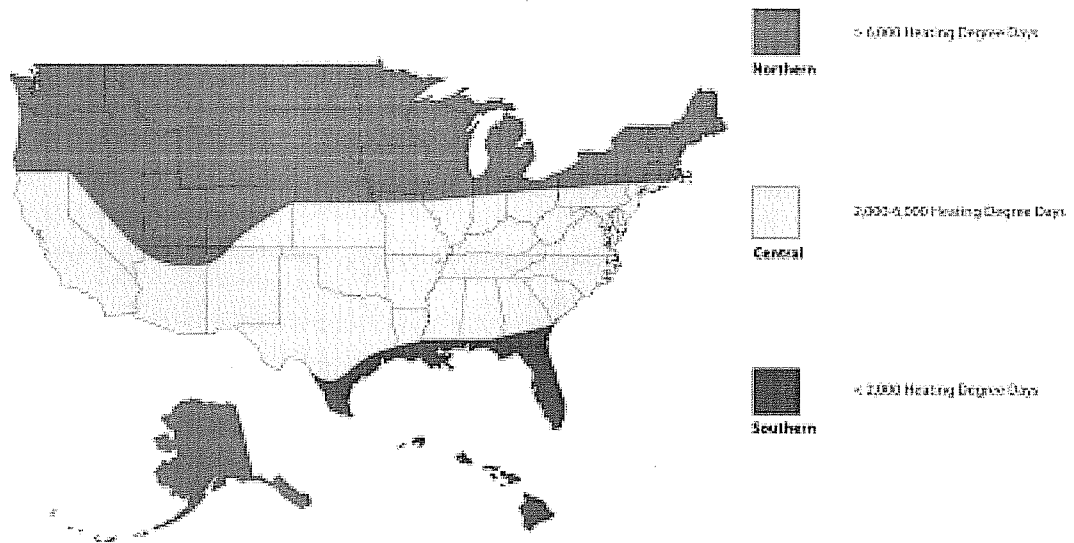 > 6,000 Heating Degree Days
Northern
2,000-6,000 Heating Degree Days
Central
< 2,000 Heating Degree Days
Southern